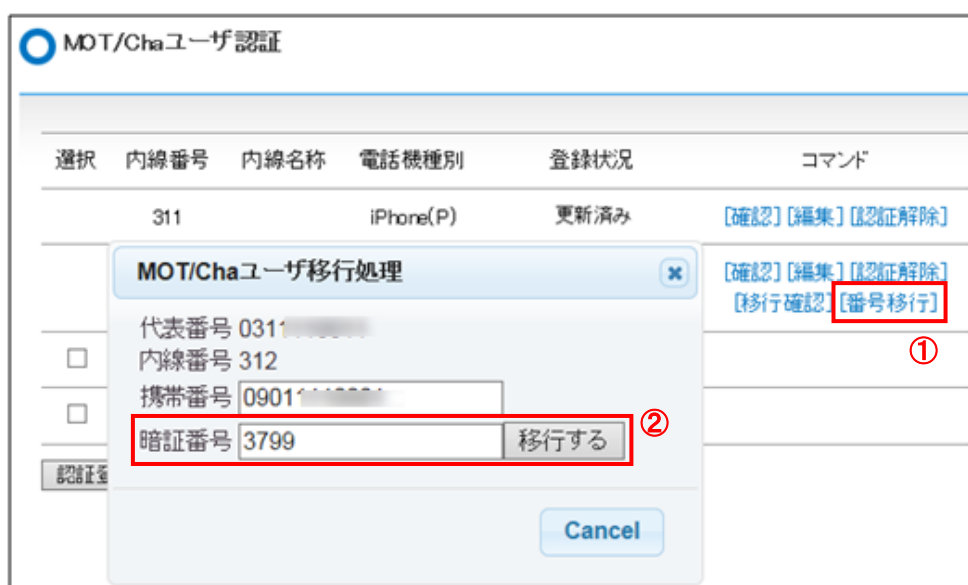 MOT/Chaユーザ認証
選択 内線番号 内線名称 電話機種別 登録状況 コマンド
311 iPhone(P) 更新済み [確認] [編集] [認証解除]
[確認] [編集] [認証解除]
[移行確認] [番号移行]
①
MOT/Chaユーザ移行処理
代表番号 0311
内線番号 312
携帯番号 09011
暗証番号 3799 移行する
②
認証登
Cancel